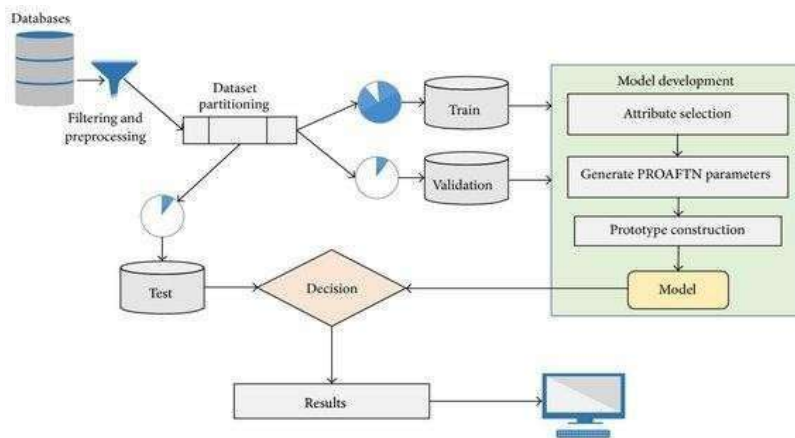 Databases
Filtering and
preprocessing
Dataset
partitioning
Train
Validation
Test
Model development
Attribute selection
Generate PROAFTN parameters
Prototype construction
Model
Decision
Results